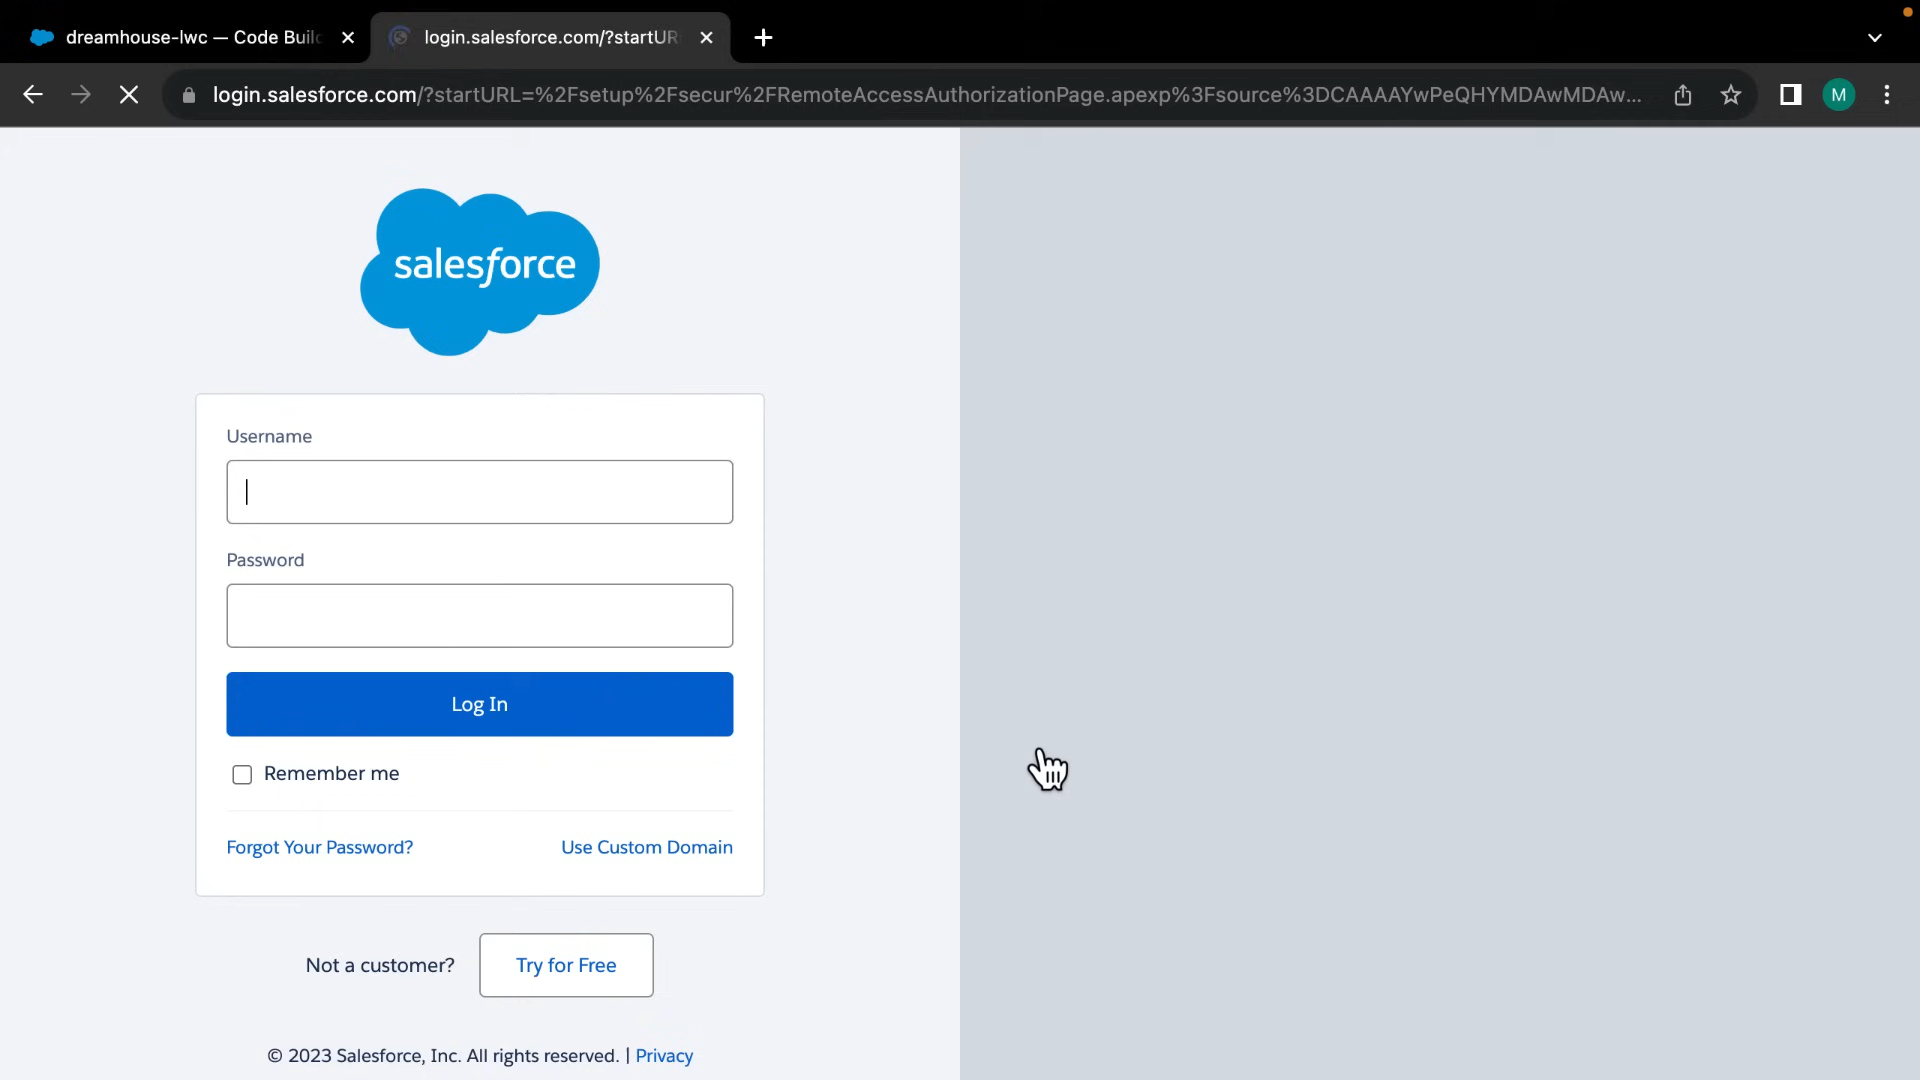 dreamhouse-lwc — Code Buil
login.salesforce.com/?startUR
login.salesforce.com/?startURL=%2Fsetup%2Fsecur%2FRemoteAccessAuthorizationPage.apexp%3Fsource%3DCAAAAYwPeQHYMDAwMDAw...
M
salesforce
Username
Password
Log In
Remember me
Forgot Your Password?
Use Custom Domain
Not a customer?
Try for Free
© 2023 Salesforce, Inc. All rights reserved. | Privacy